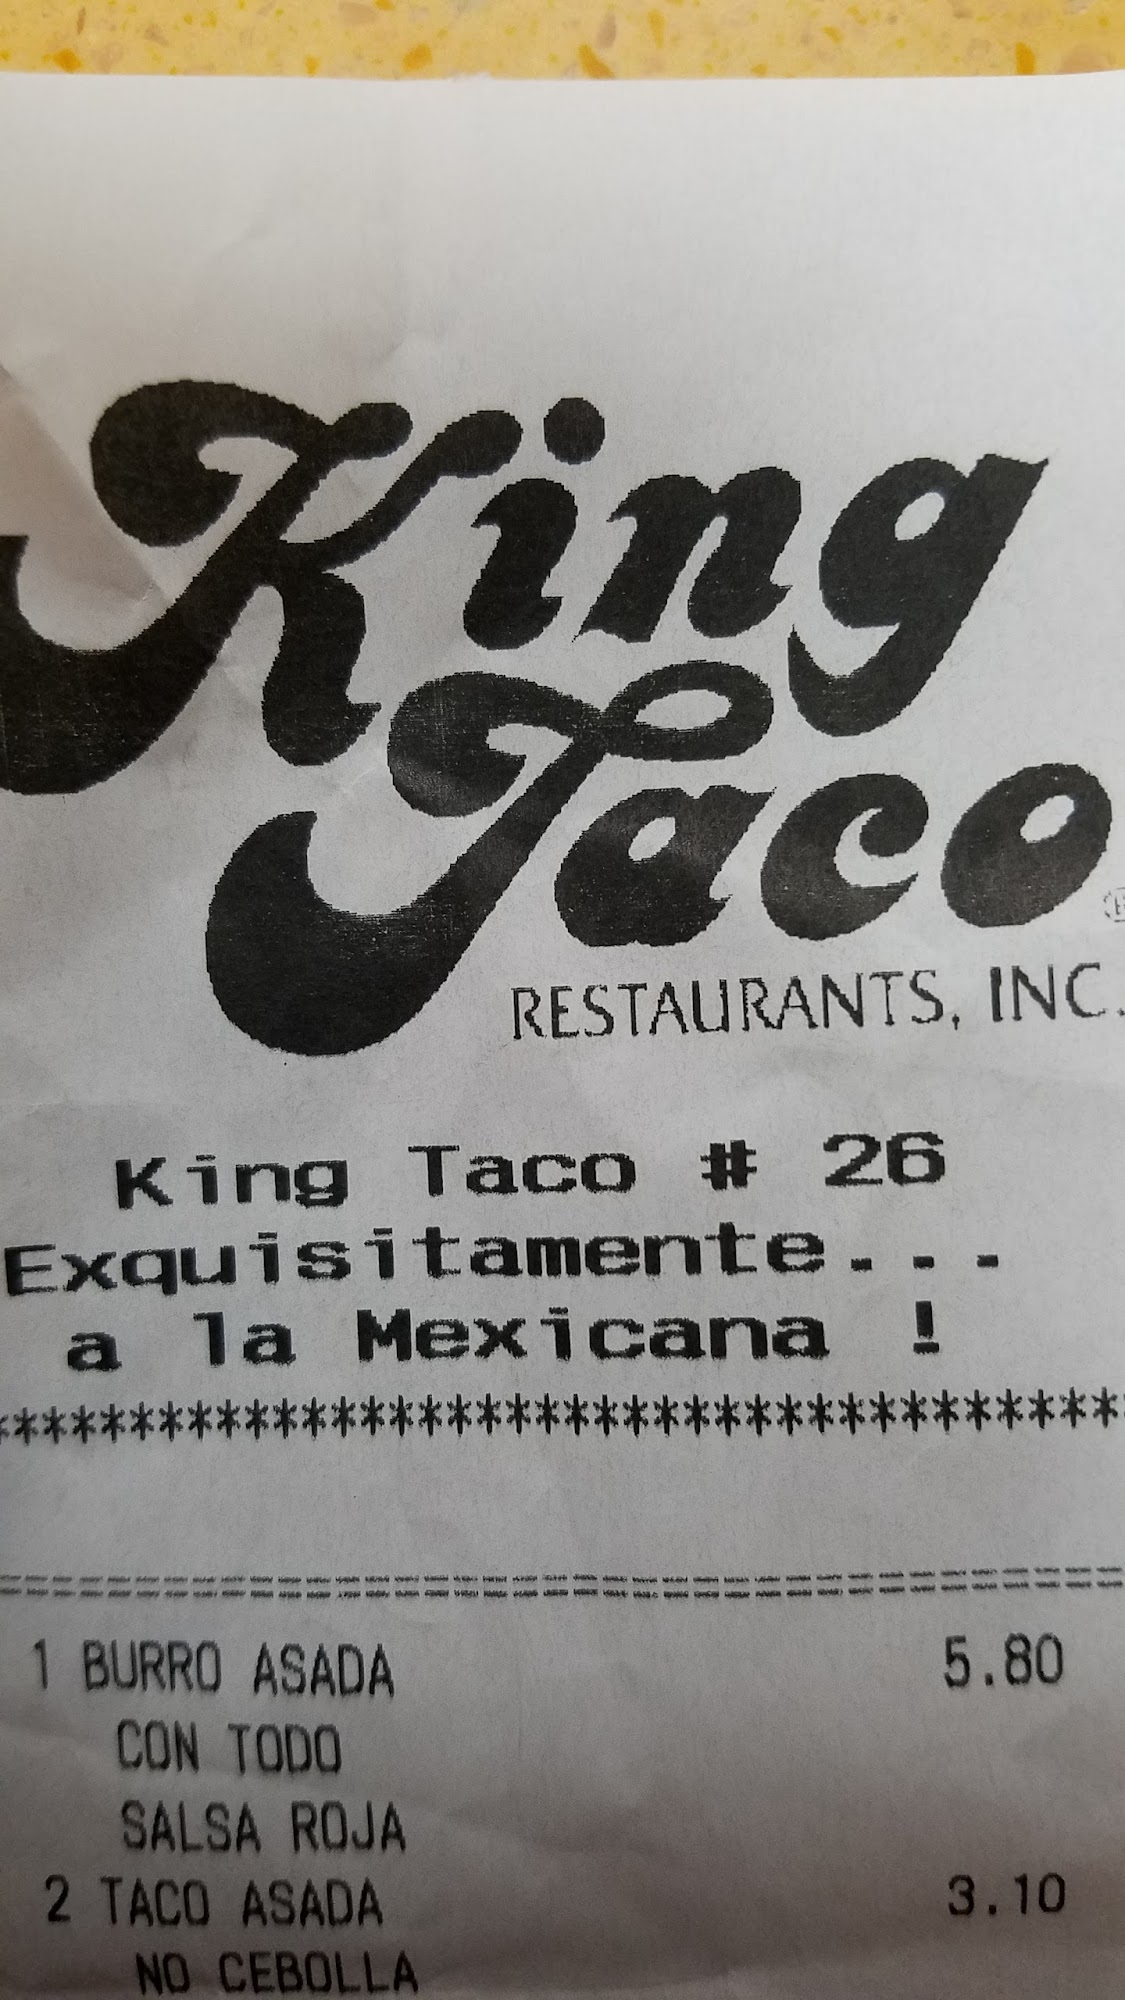 King
Taco
RESTAURANTS, INC.
King Taco # 26
Exquisitamente...
a la Mexicana !
***************************************
======================================
1 BURRO ASADA 5.80
CON TODO
SALSA ROJA
2 TACO ASADA 3.10
NO CEBOLLA